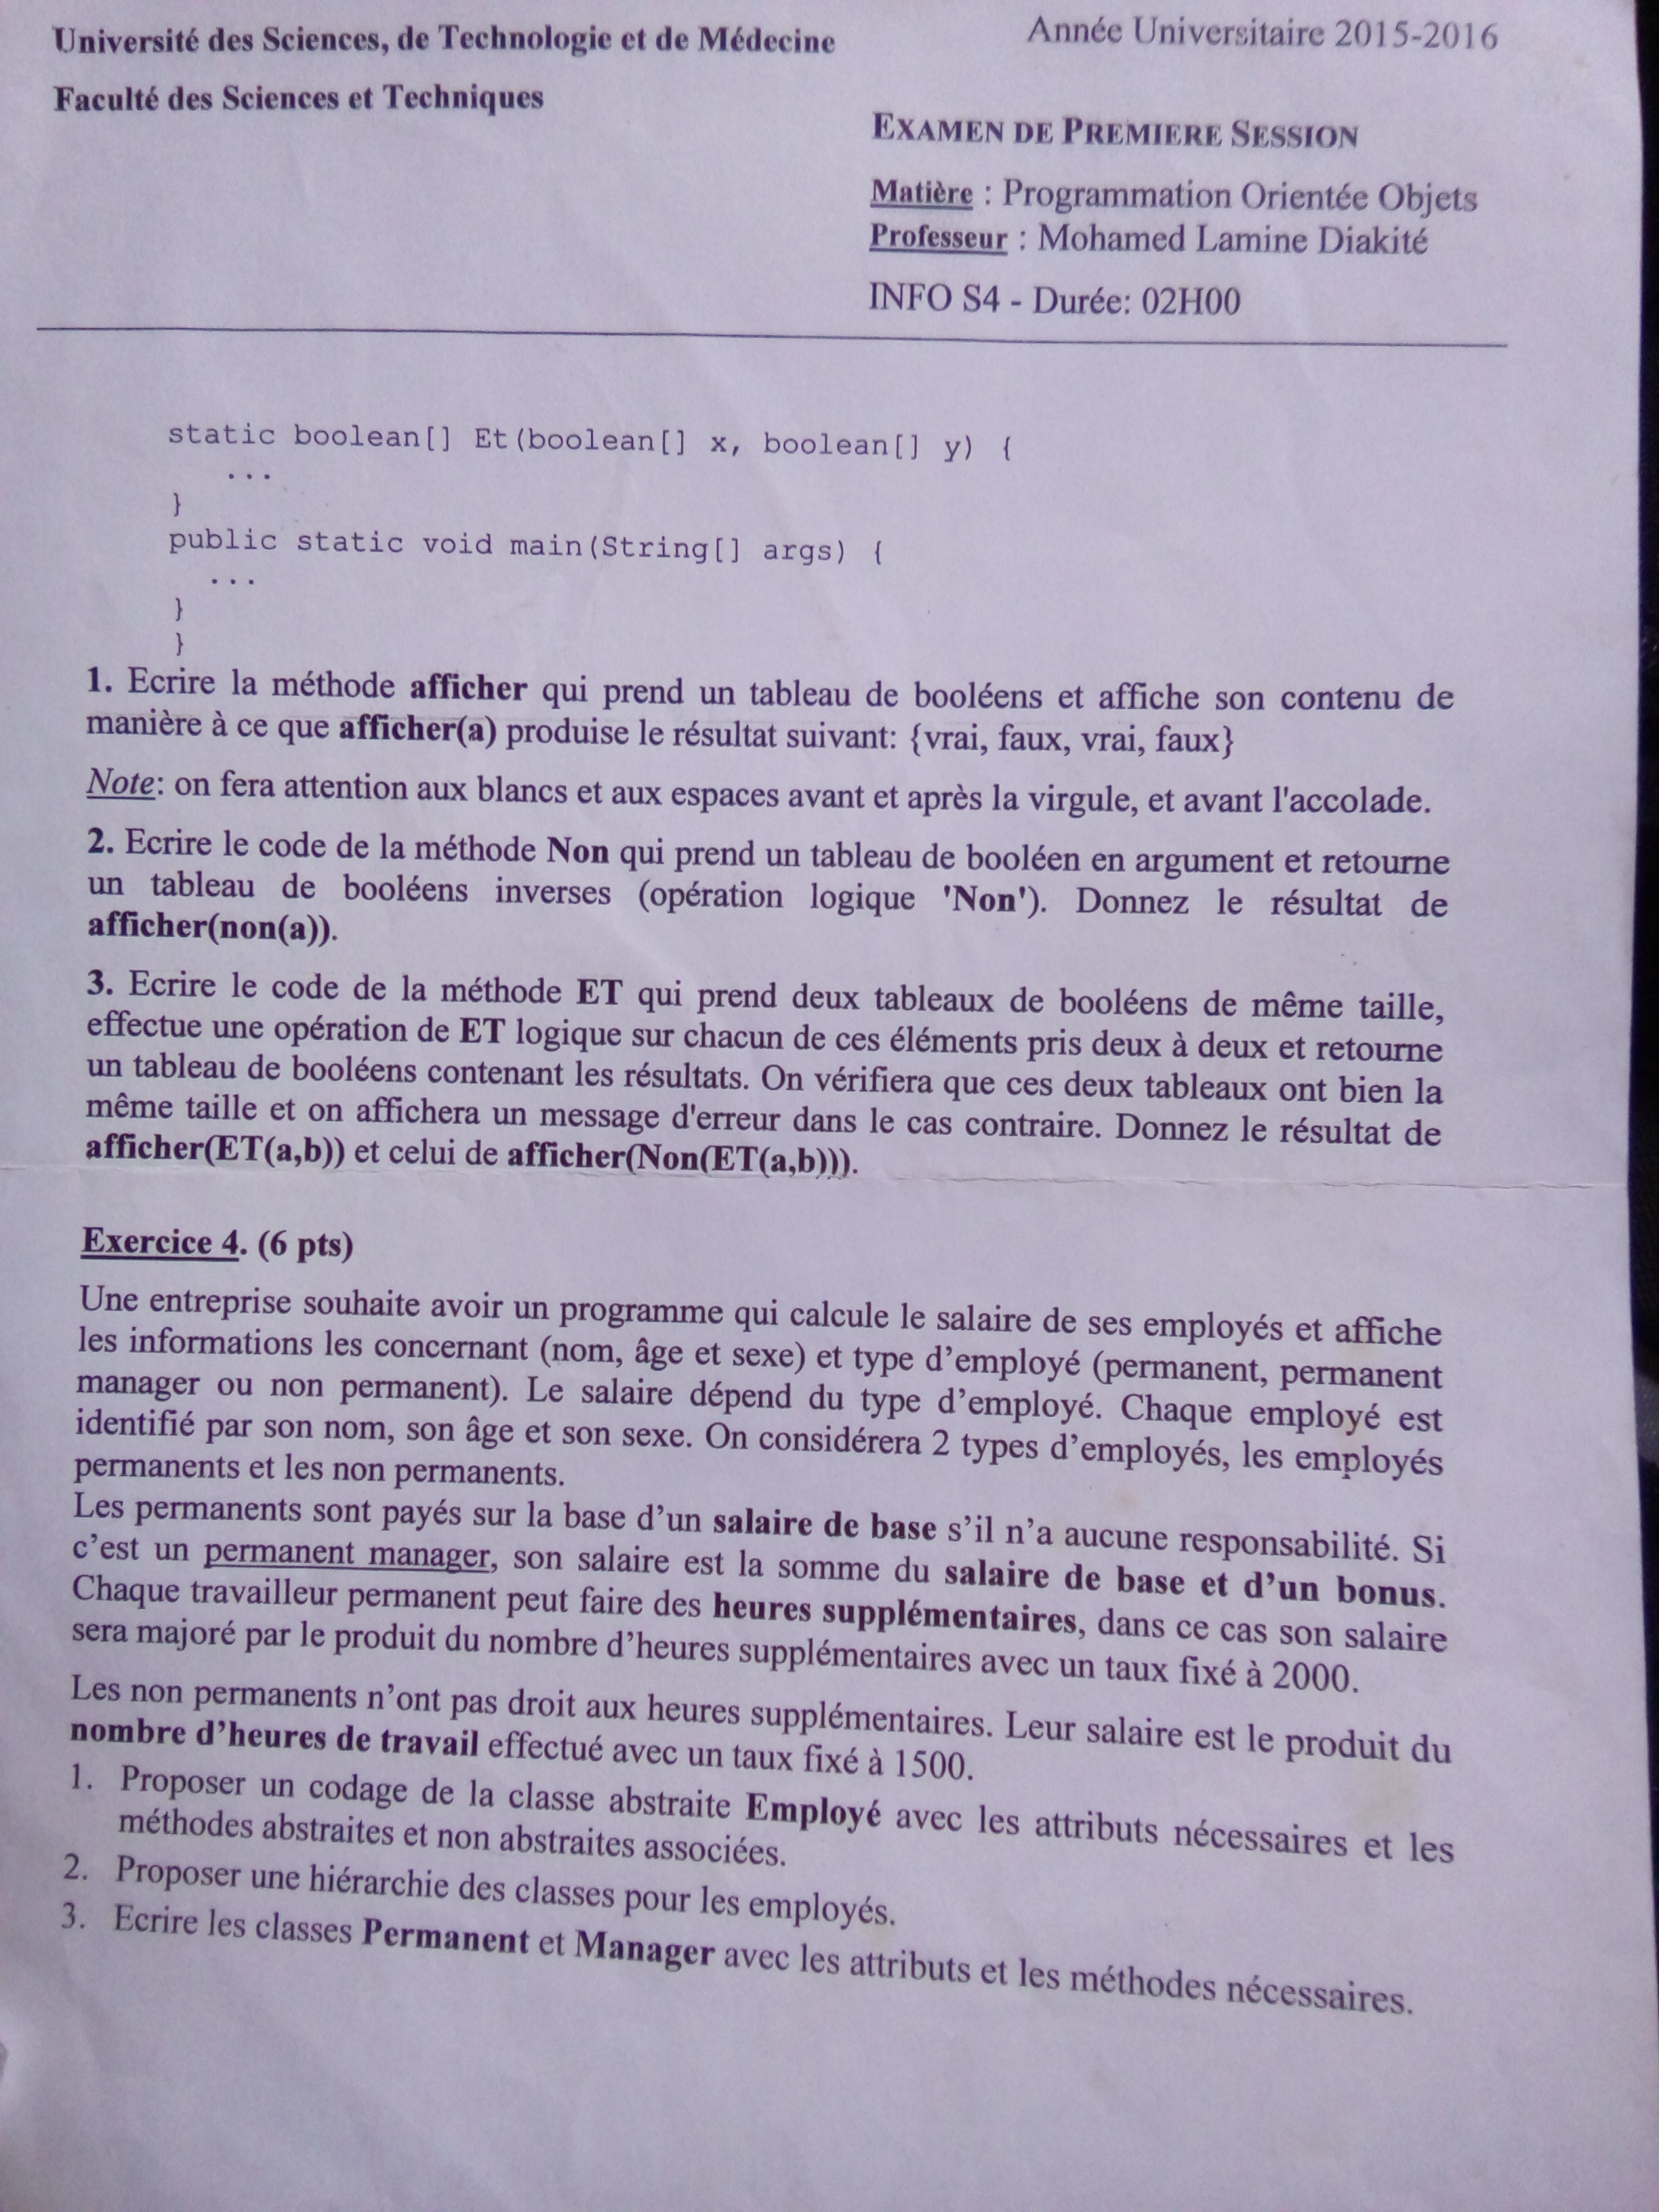 Université des Sciences, de Technologie et de Médecine
Année Universitaire 2015-2016
Faculté des Sciences et Techniques
EXAMEN DE PREMIERE SESSION
Matière : Programmation Orientée Objets
Professeur : Mohamed Lamine Diakité
INFO S4 - Durée: 02H00
static boolean[] Et(boolean[] x, boolean[] y) {
...
}
public static void main(String[] args) {
...
}
}
1. Ecrire la méthode afficher qui prend un tableau de booléens et affiche son contenu de
manière à ce que afficher(a) produise le résultat suivant: {vrai, faux, vrai, faux}
Note: on fera attention aux blancs et aux espaces avant et après la virgule, et avant l'accolade.
2. Ecrire le code de la méthode Non qui prend un tableau de booléen en argument et retourne
un tableau de booléens inverses (opération logique 'Non'). Donnez le résultat de
afficher(non(a)).
3. Ecrire le code de la méthode ET qui prend deux tableaux de booléens de même taille,
effectue une opération de ET logique sur chacun de ces éléments pris deux à deux et retourne
un tableau de booléens contenant les résultats. On vérifiera que ces deux tableaux ont bien la
même taille et on affichera un message d'erreur dans le cas contraire. Donnez le résultat de
afficher(ET(a,b)) et celui de afficher(Non(ET(a,b))).
Exercice 4. (6 pts)
Une entreprise souhaite avoir un programme qui calcule le salaire de ses employés et affiche
les informations les concernant (nom, âge et sexe) et type d’employé (permanent, permanent
manager ou non permanent). Le salaire dépend du type d’employé. Chaque employé est
identifié par son nom, son âge et son sexe. On considérera 2 types d’employés, les employés
permanents et les non permanents.
Les permanents sont payés sur la base d’un salaire de base s’il n’a aucune responsabilité. Si
c’est un permanent manager, son salaire est la somme du salaire de base et d’un bonus.
Chaque travailleur permanent peut faire des heures supplémentaires, dans ce cas son salaire
sera majoré par le produit du nombre d’heures supplémentaires avec un taux fixé à 2000.
Les non permanents n’ont pas droit aux heures supplémentaires. Leur salaire est le produit du
nombre d’heures de travail effectué avec un taux fixé à 1500.
1. Proposer un codage de la classe abstraite Employé avec les attributs nécessaires et les
méthodes abstraites et non abstraites associées.
2. Proposer une hiérarchie des classes pour les employés.
3. Ecrire les classes Permanent et Manager avec les attributs et les méthodes nécessaires.